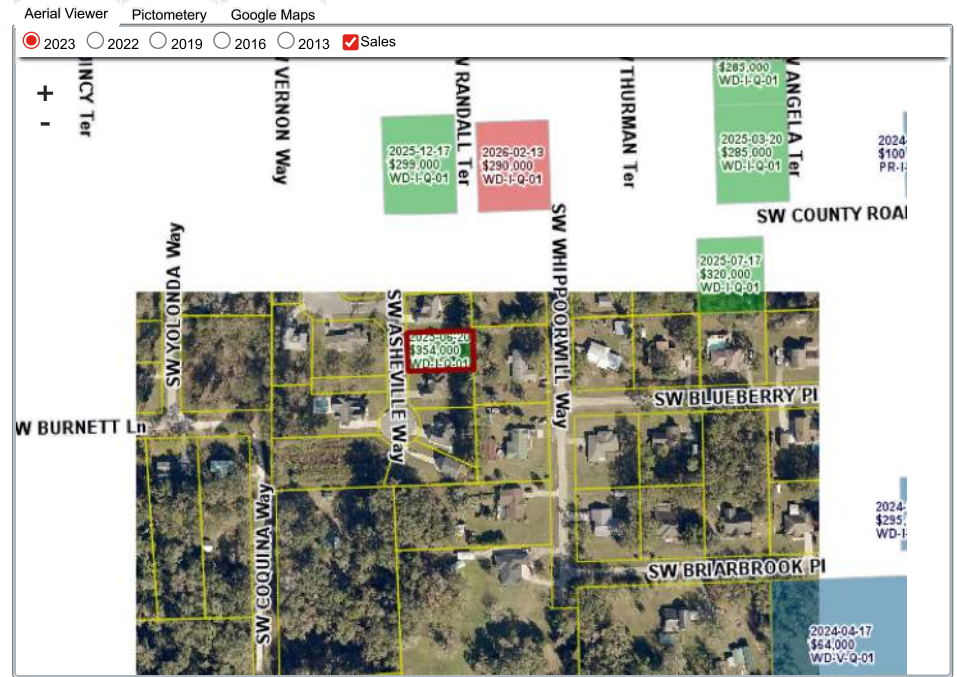 Aerial Viewer
Pictometery
Google Maps
2023
2022
2019
2016
2013
Sales
+
-
VERNON Way
RANDALL Ter
THURMAN Ter
ANGELA Ter
$285,000
WD-I-Q-01
2025-12-17
$299,000
WD-I-Q-01
2026-02-13
$290,000
WD-I-Q-01
2025-03-20
$285,000
WD-I-Q-01
2024-
$100
PR-I-
SW COUNTY ROA
SW YOLONDA Way
SW WHIPPOORWILL Way
2025-07-17
$320,000
WD-I-Q-01
SW ASHEVILLE Way
$354,000
WD-I-Q-01
SW BLUEBERRY Pl
W BURNETT Ln
SW COQUINA Way
2024-
$295,
WD-I-
SW BRIARBROOK Pl
2024-04-17
$64,000
WD-V-Q-01